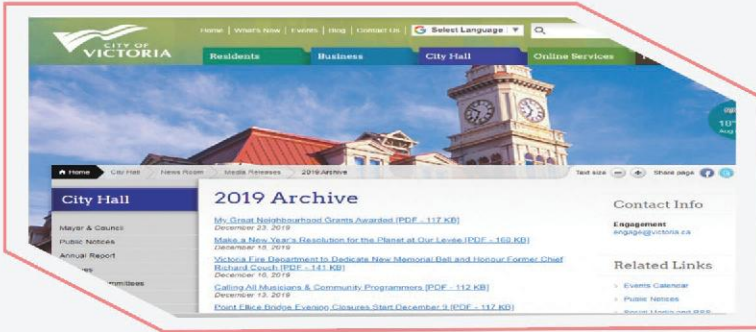 Home | What's New | Events | Blog | Contact Us | Select Language ▼
CITY OF
VICTORIA
Residents Business City Hall Online Services
18°
Aug
Home City Hall News Room Media Releases 2019 Archive Text size Share page
City Hall
Mayor & Council
Public Notices
Annual Report
2019 Archive
My Great Neighbourhood Grants Awarded [PDF - 117 KB]
December 23, 2019
Make a New Year's Resolution for the Planet at Our Levee [PDF - 168 KB]
December 18, 2019
Victoria Fire Department to Dedicate New Memorial Bell and Honour Former Chief
Richard Couch [PDF - 141 KB]
December 16, 2019
Calling All Musicians & Community Programmers [PDF - 112 KB]
December 13, 2019
Point Ellice Bridge Evening Closures Start December 9 [PDF - 117 KB]
Contact Info
Engagement
engage@victoria.ca
Related Links
Events Calendar
Public Notices